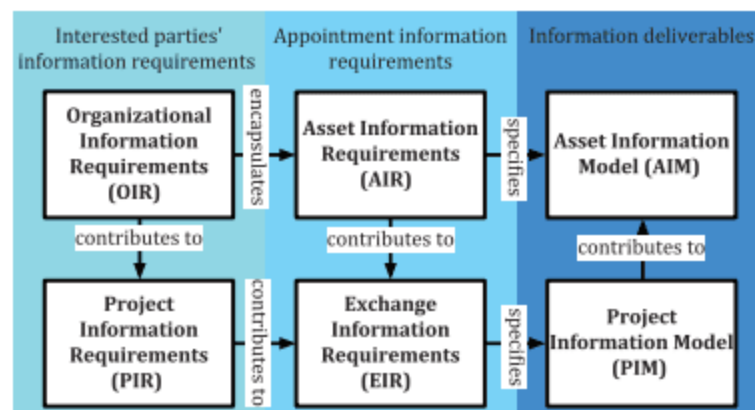 Interested parties'
information requirements
Appointment information
requirements
Information deliverables
Organizational
Information
Requirements
(OIR)
encapsulates
Asset Information
Requirements
(AIR)
specifies
Asset Information
Model (AIM)
contributes to
contributes to
contributes to
Project
Information
Requirements
(PIR)
contributes to
Exchange
Information
Requirements
(EIR)
specifies
Project
Information Model
(PIM)